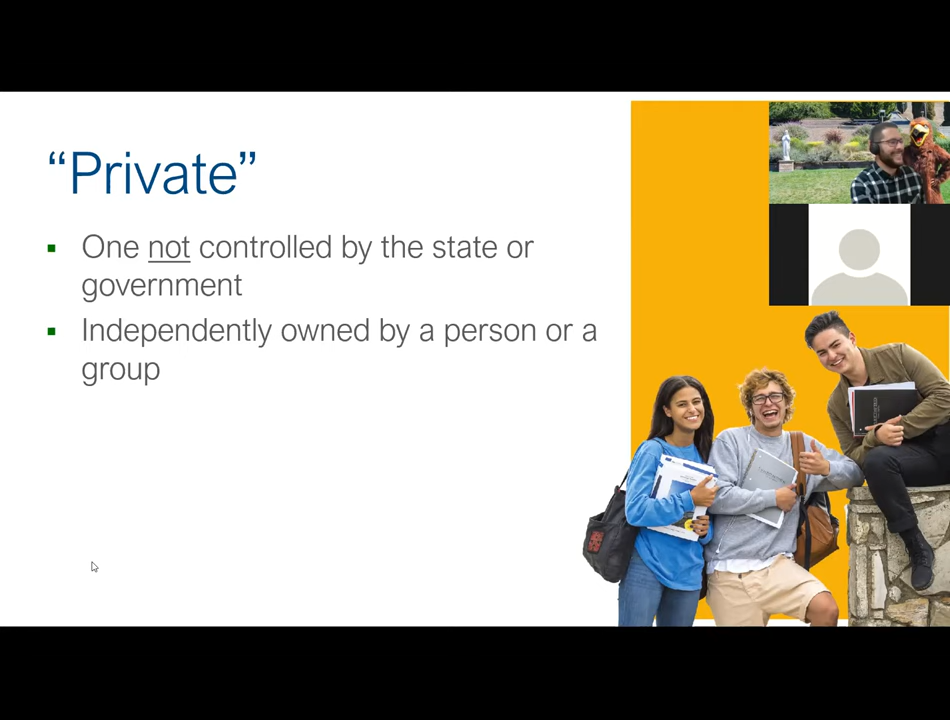 “Private”
▪ One not controlled by the state or
government
▪ Independently owned by a person or a
group